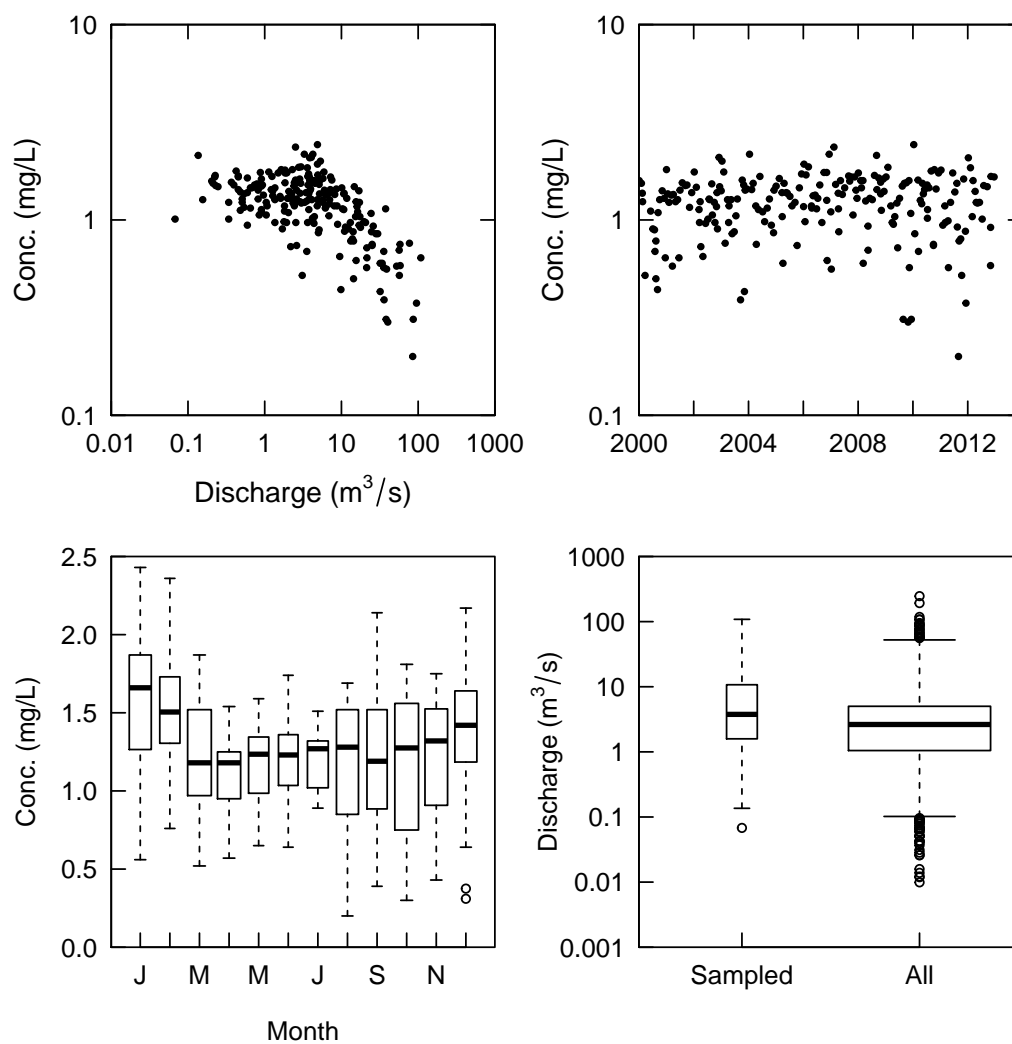 10
1
0.1
Conc. (mg/L)
0.01 0.1 1 10 100 1000
Discharge (m³/s)
10
1
0.1
Conc. (mg/L)
2000 2004 2008 2012
2.5
2.0
1.5
1.0
0.5
0.0
Conc. (mg/L)
J M M J S N
Month
1000
100
10
1
0.1
0.01
0.001
Discharge (m³/s)
Sampled All